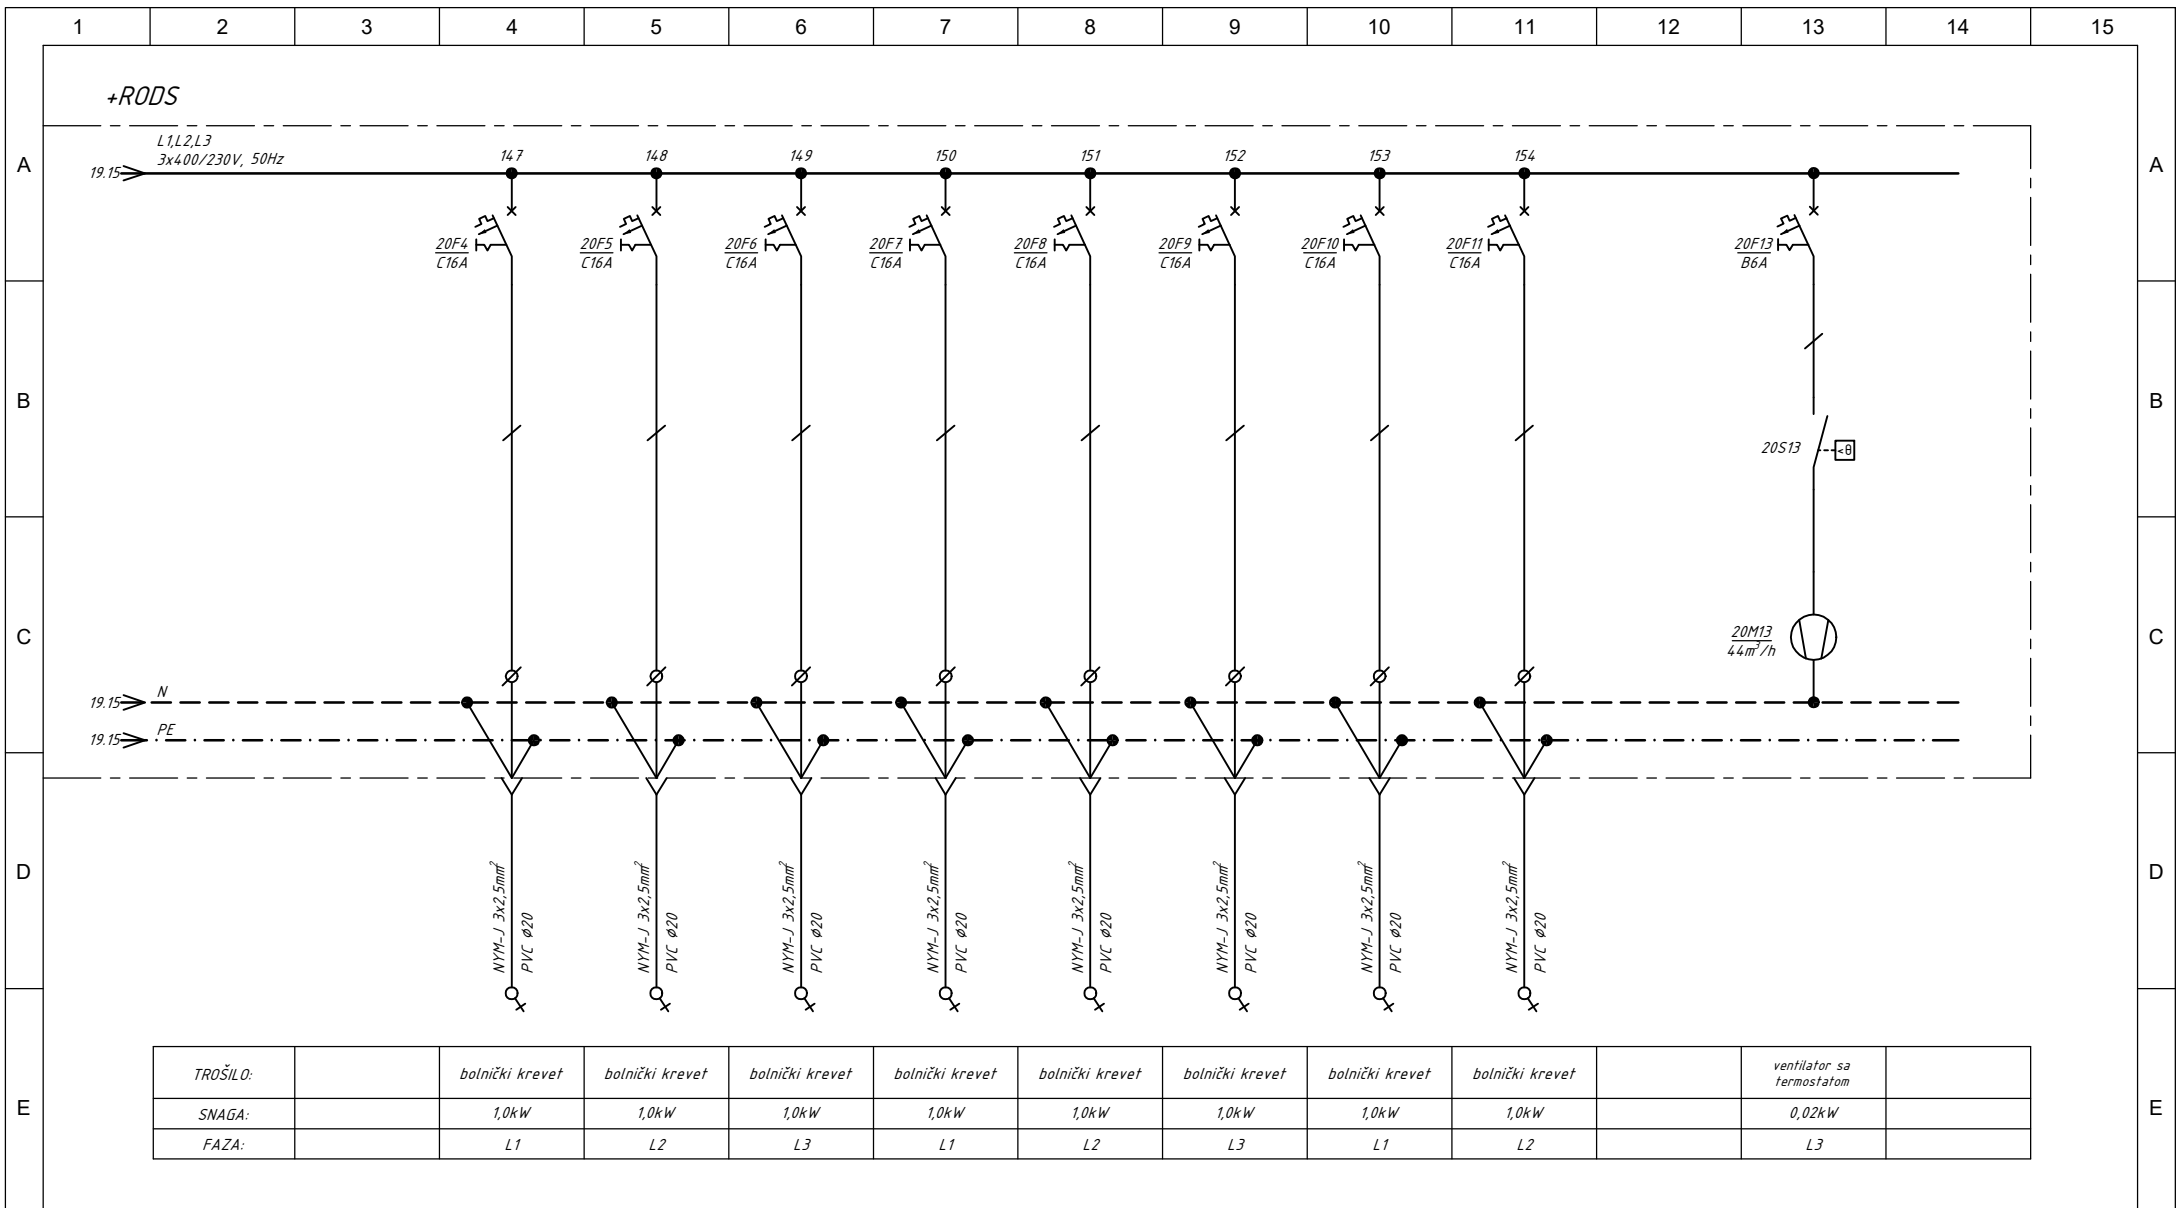 1 2 3 4 5 6 7 8 9 10 11 12 13 14 15
+RODS
L1,L2,L3
3x400/230V, 50Hz
19.15
147 148 149 150 151 152 153 154
A A
20F4 20F5 20F6 20F7 20F8 20F9 20F10 20F11 20F13
C16A C16A C16A C16A C16A C16A C16A C16A B6A
B B
20S13 <θ
C C
20M13
44m³/h
19.15 N
19.15 PE
D D
NYM-J 3x2,5mm²
PVC Ø20
NYM-J 3x2,5mm²
PVC Ø20
NYM-J 3x2,5mm²
PVC Ø20
NYM-J 3x2,5mm²
PVC Ø20
NYM-J 3x2,5mm²
PVC Ø20
NYM-J 3x2,5mm²
PVC Ø20
NYM-J 3x2,5mm²
PVC Ø20
NYM-J 3x2,5mm²
PVC Ø20
E E
TROŠILO: bolnički krevet bolnički krevet bolnički krevet bolnički krevet bolnički krevet bolnički krevet bolnički krevet bolnički krevet ventilator sa
termostatom
SNAGA: 1,0kW 1,0kW 1,0kW 1,0kW 1,0kW 1,0kW 1,0kW 1,0kW 0,02kW
FAZA: L1 L2 L3 L1 L2 L3 L1 L2 L3